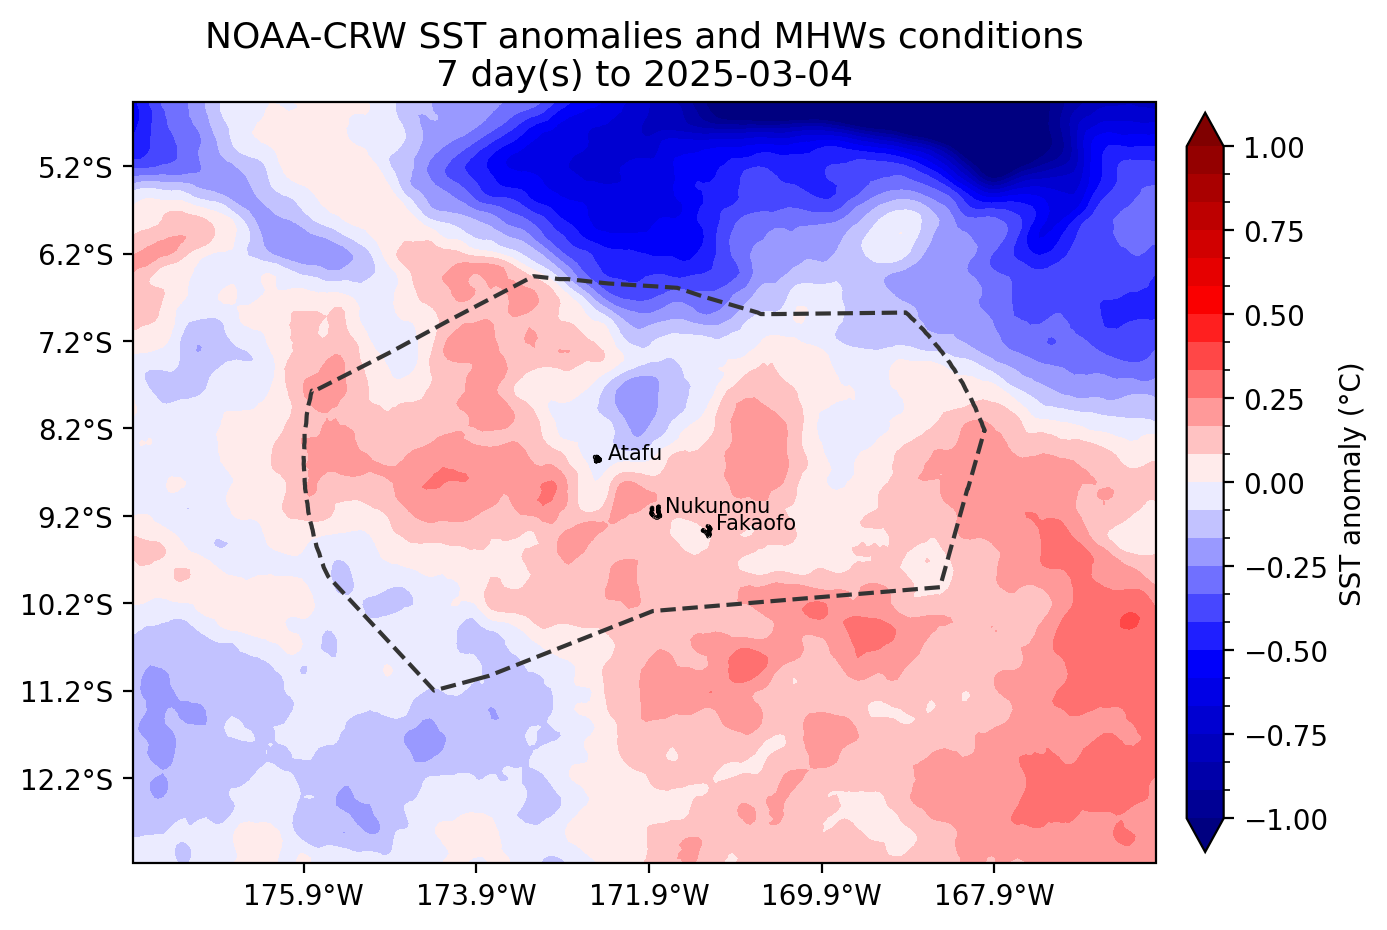 NOAA-CRW SST anomalies and MHWs conditions
7 day(s) to 2025-03-04
5.2°S
6.2°S
7.2°S
8.2°S
9.2°S
10.2°S
11.2°S
12.2°S
Atafu
Nukunonu
Fakaofo
175.9°W
173.9°W
171.9°W
169.9°W
167.9°W
1.00
0.75
0.50
0.25
0.00
−0.25
−0.50
−0.75
−1.00
SST anomaly (°C)